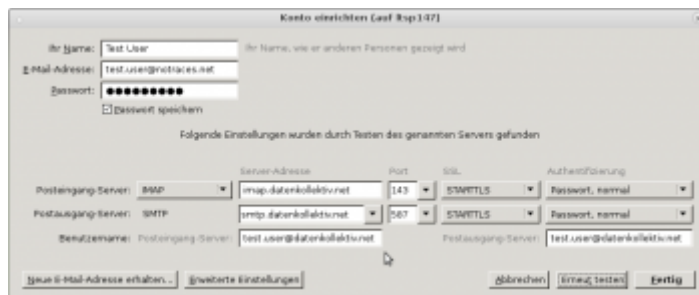 Konto einrichten (auf ltsp147)
Ihr Name: Test User Ihr Name, wie er anderen Personen gezeigt wird
E-Mail-Adresse: test.user@notraces.net
Passwort: ●●●●●●●●●
Passwort speichern
Folgende Einstellungen wurden durch Testen des genannten Servers gefunden
Server-Adresse Port SSL Authentifizierung
Posteingang-Server: IMAP imap.datenkollektiv.net 143 STARTTLS Passwort, normal
Postausgang-Server: SMTP smtp.datenkollektiv.net 587 STARTTLS Passwort, normal
Benutzername: Posteingang-Server: test.user@datenkollektiv.net Postausgang-Server: test.user@datenkollektiv.net
Neue E-Mail-Adresse erhalten... Erweiterte Einstellungen Abbrechen Erneut testen Fertig